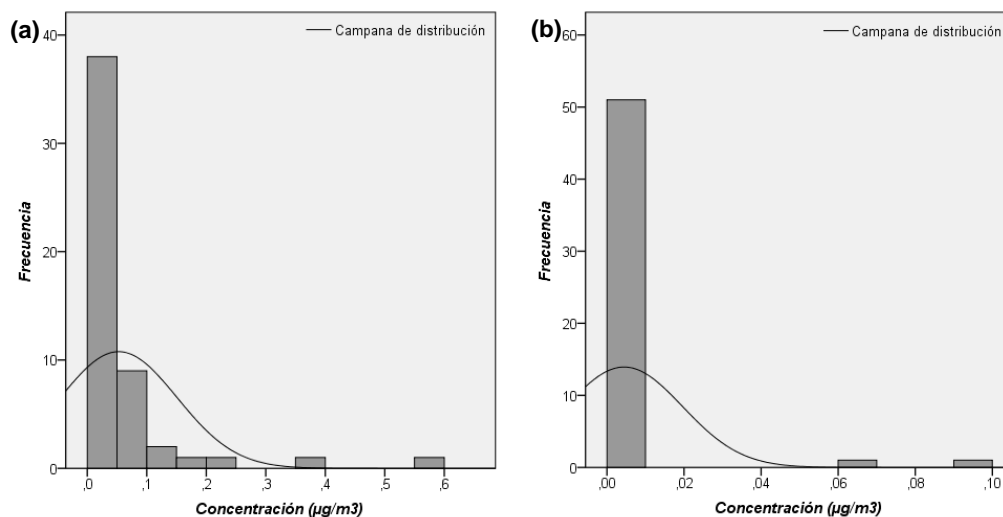 (a)
Campana de distribución
40
30
20
10
0
Frecuencia
,0 ,1 ,2 ,3 ,4 ,5 ,6
Concentración (µg/m3)
(b)
Campana de distribución
60
50
40
30
20
10
0
Frecuencia
,00 ,02 ,04 ,06 ,08 ,10
Concentración (µg/m3)